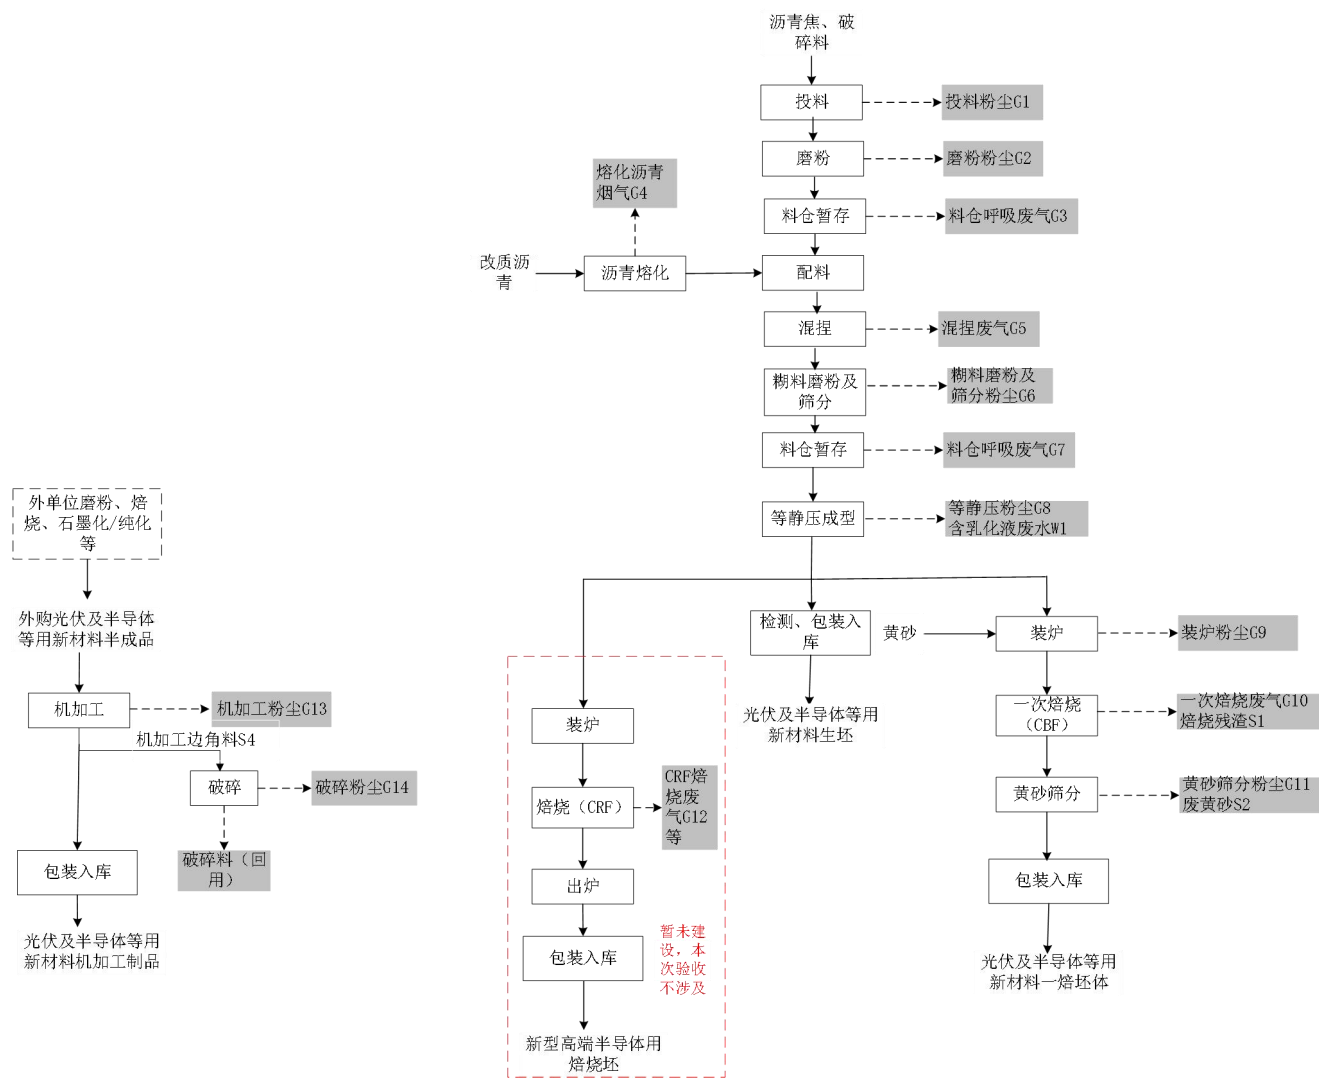 沥青焦、破
碎料
投料
投料粉尘G1
磨粉
磨粉粉尘G2
熔化沥青
烟气G4
料仓暂存
料仓呼吸废气G3
改质沥
青
沥青熔化
配料
混捏
混捏废气G5
糊料磨粉及
筛分
糊料磨粉及
筛分粉尘G6
料仓暂存
料仓呼吸废气G7
等静压成型
等静压粉尘G8
含乳化液废水W1
外单位磨粉、焙
烧、石墨化/纯化
等
外购光伏及半导体
等用新材料半成品
机加工
机加工粉尘G13
机加工边角料S4
破碎
破碎粉尘G14
破碎料（回
用）
包装入库
光伏及半导体等用
新材料机加工制品
装炉
焙烧（CRF）
CRF焙
烧废
气G12
等
出炉
包装入库
暂未建
设，本
次验收
不涉及
新型高端半导体用
焙烧坯
检测、包装入
库
光伏及半导体等用
新材料生坯
黄砂
装炉
装炉粉尘G9
一次焙烧
（CBF）
一次焙烧废气G10
焙烧残渣S1
黄砂筛分
黄砂筛分粉尘G11
废黄砂S2
包装入库
光伏及半导体等用
新材料一焙坯体